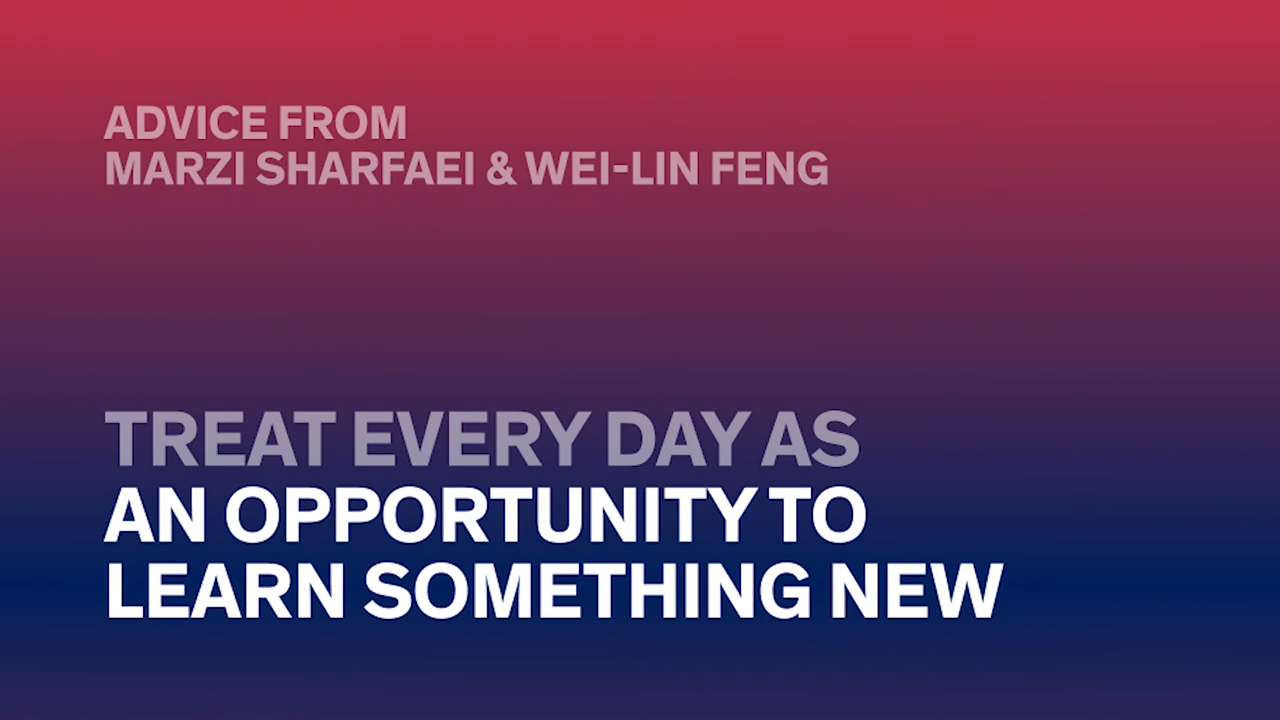 ADVICE FROM
MARZI SHARFAEI & WEI-LIN FENG
TREAT EVERY DAY AS
AN OPPORTUNITY TO
LEARN SOMETHING NEW